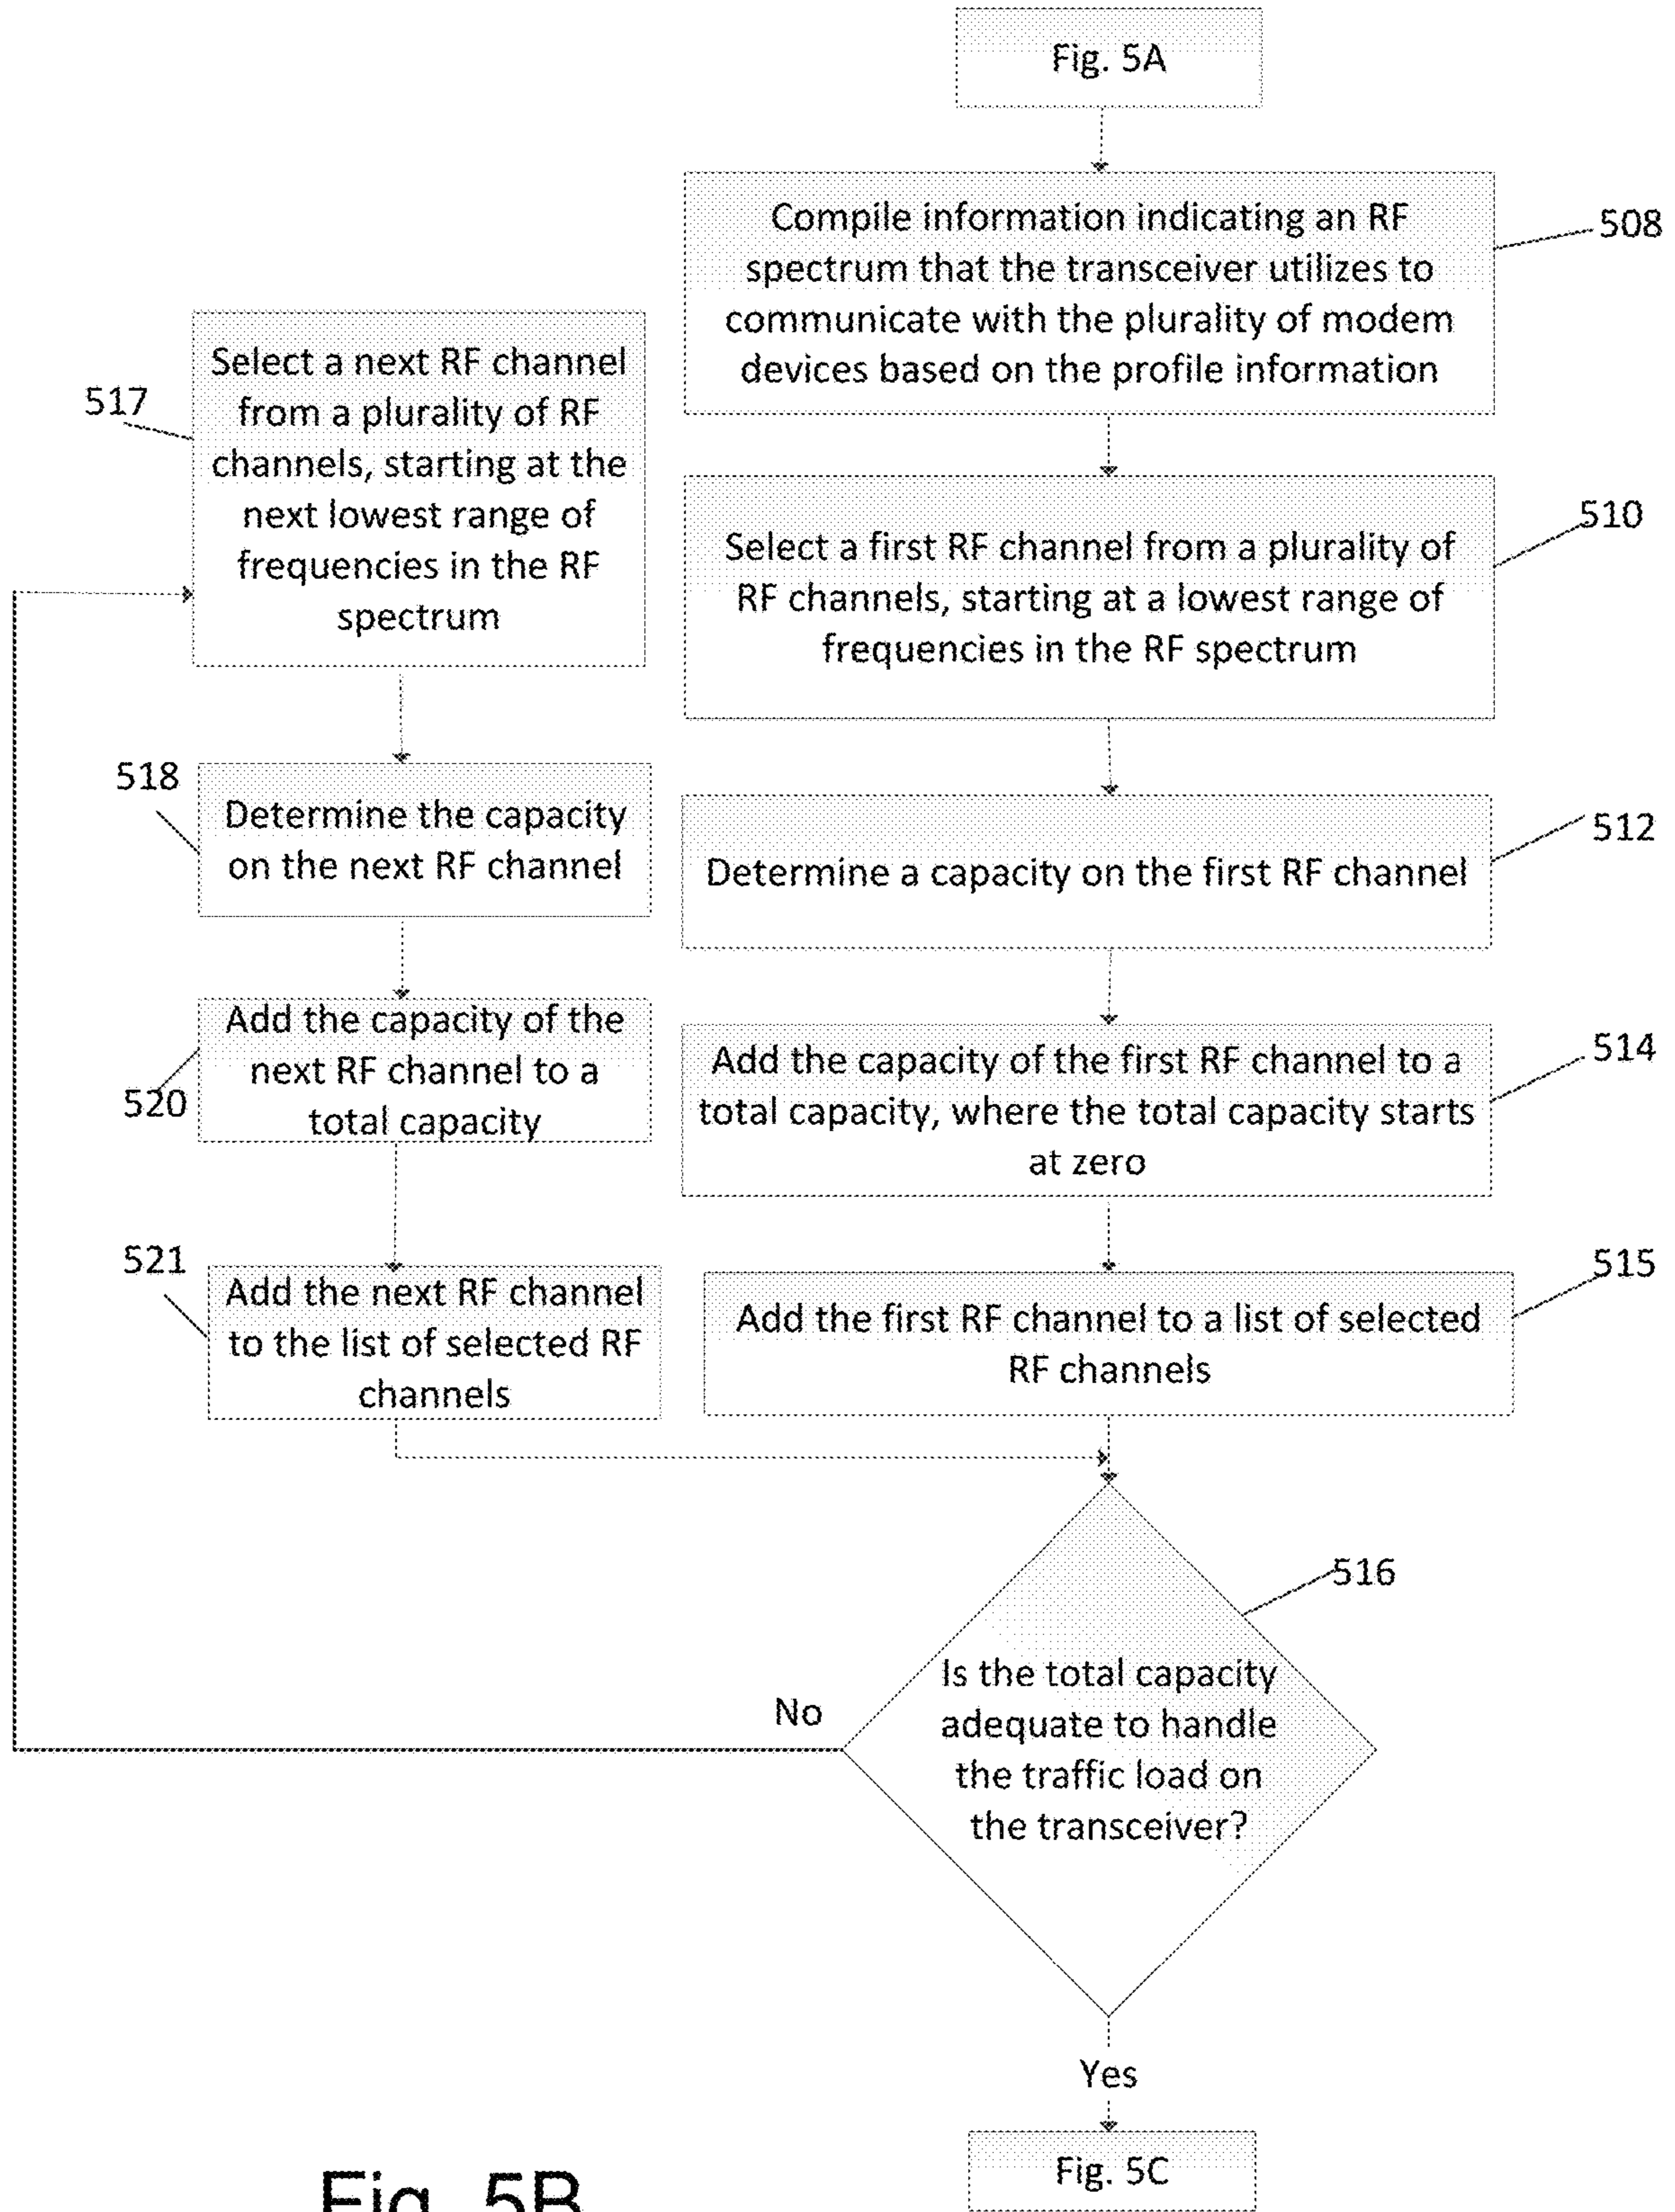 Fig. 5A
Compile information indicating an RF
spectrum that the transceiver utilizes to
communicate with the plurality of modem
devices based on the profile information
508
Select a first RF channel from a plurality of
RF channels, starting at a lowest range of
frequencies in the RF spectrum
510
Determine a capacity on the first RF channel
512
Add the capacity of the first RF channel to a
total capacity, where the total capacity starts
at zero
514
Add the first RF channel to a list of selected
RF channels
515
Is the total capacity
adequate to handle
the traffic load on
the transceiver?
516
No
517
Select a next RF channel
from a plurality of RF
channels, starting at the
next lowest range of
frequencies in the RF
spectrum
518
Determine the capacity
on the next RF channel
520
Add the capacity of the
next RF channel to a
total capacity
521
Add the next RF channel
to the list of selected RF
channels
Yes
Fig. 5C
Fig. 5B